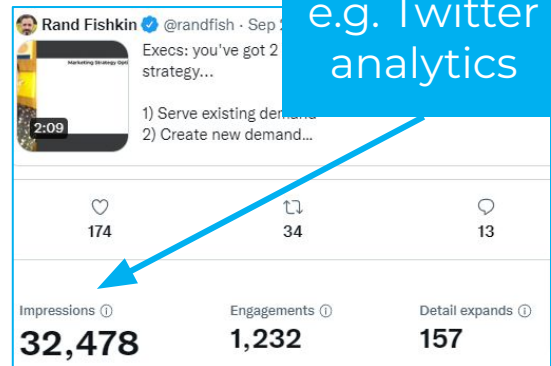 Rand Fishkin @randfish · Sep
e.g. Twitter
analytics
Marketing Strategy
2:09
Execs: you've got 2
strategy...
1) Serve existing demand
2) Create new demand...
174 34 13
Impressions Engagements Detail expands
32,478 1,232 157